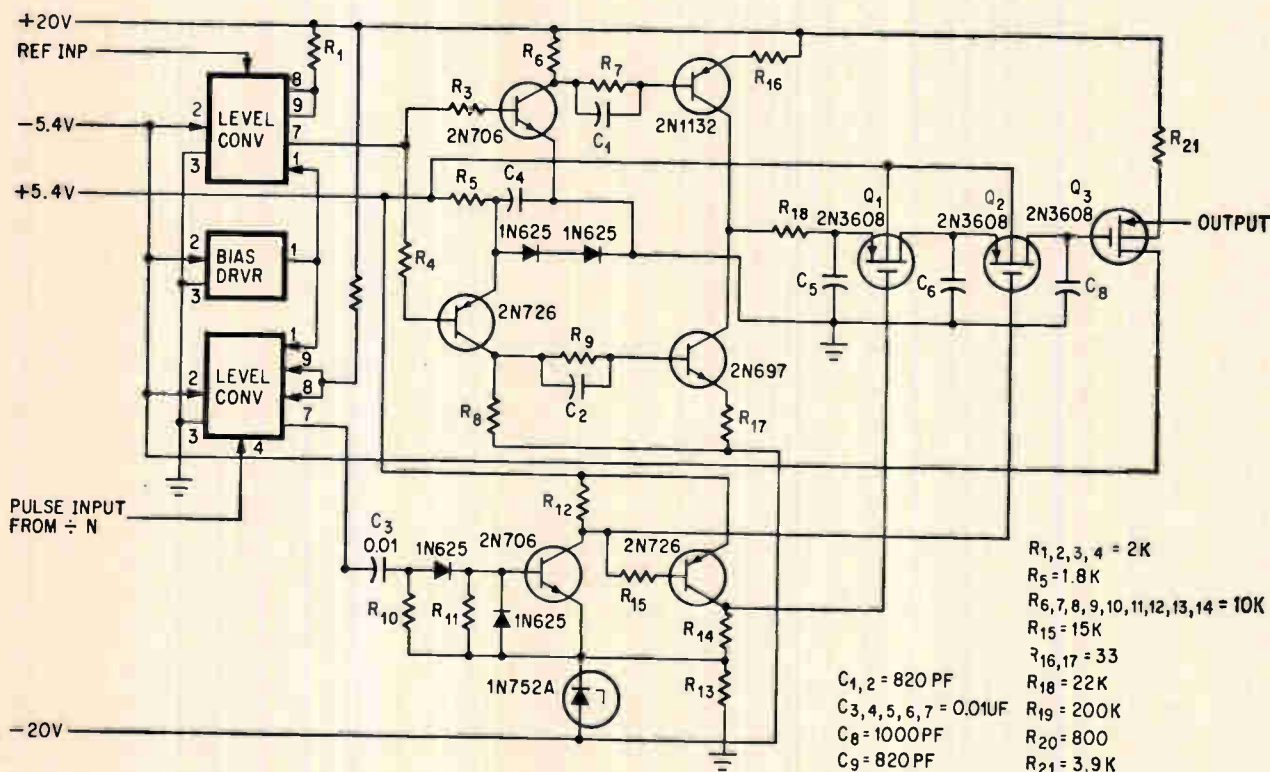 +20V
REF INP
R1
8
2
LEVEL
CONV
9
7
3
1
-5.4V
+5.4V
2
BIAS
DRVR
1
3
1
LEVEL
CONV
9
2
8
7
3
4
PULSE INPUT
FROM ÷ N
-20V
R6
R7
R16
R3
2N706
C1
2N1132
R5
C4
1N625
1N625
R4
2N726
R9
C2
2N697
R8
R17
R18
Q1
2N3608
C5
C6
Q2
2N3608
Q3
2N3608
C8
R21
OUTPUT
C3
0.01
1N625
2N706
R12
2N726
R10
R11
1N625
R15
R14
R13
1N752A
C1,2 = 820 PF
C3,4,5,6,7 = 0.01UF
C8 = 1000PF
C9 = 820 PF
R1,2,3,4 = 2K
R5 = 1.8K
R6,7,8,9,10,11,12,13,14 = 10K
R15 = 15K
R16,17 = 33
R18 = 22K
R19 = 200K
R20 = 800
R21 = 3.9K